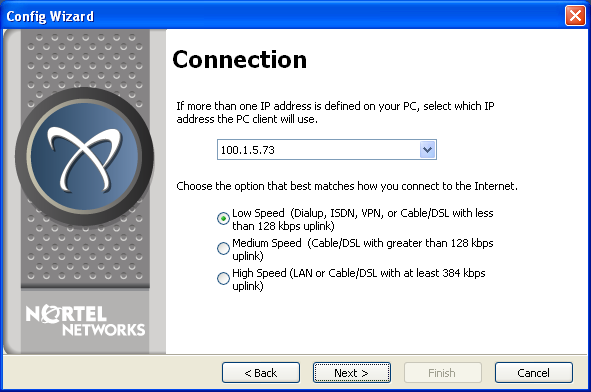 Config Wizard
Connection
If more than one IP address is defined on your PC, select which IP
address the PC client will use.
100.1.5.73
Choose the option that best matches how you connect to the Internet.
Low Speed  (Dialup, ISDN, VPN, or Cable/DSL with less
than 128 kbps uplink)
Medium Speed  (Cable/DSL with greater than 128 kbps
uplink)
High Speed (LAN or Cable/DSL with at least 384 kbps
uplink)
NORTEL
NETWORKS
< Back
Next >
Finish
Cancel